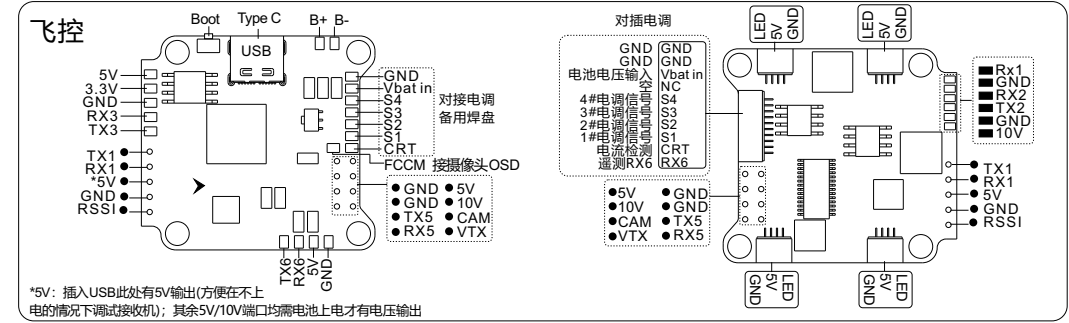 飞控
Boot
Type C
B+
B-
USB
5V
3.3V
GND
RX3
TX3
TX1
RX1
*5V
GND
RSSI
GND
Vbat in
S4
S3
S2
S1
CRT
对接电调
备用焊盘
FCCM 接摄像头OSD
GND 5V
GND 10V
TX5 CAM
RX5 VTX
TX6
RX6
5V
GND
*5V：插入USB此处有5V输出(方便在不上
电的情况下调试接收机)；其余5V/10V端口均需电池上电才有电压输出
对插电调
GND GND
GND GND
电池电压输入 Vbat in
空 NC
4#电调信号 S4
3#电调信号 S3
2#电调信号 S2
1#电调信号 S1
电流检测 CRT
遥测RX6 RX6
5V GND
10V GND
CAM TX5
VTX RX5
LED
5V
GND
LED
5V
GND
Rx1
GND
RX2
TX2
GND
10V
TX1
RX1
5V
GND
RSSI
LED
5V
GND
LED
5V
GND